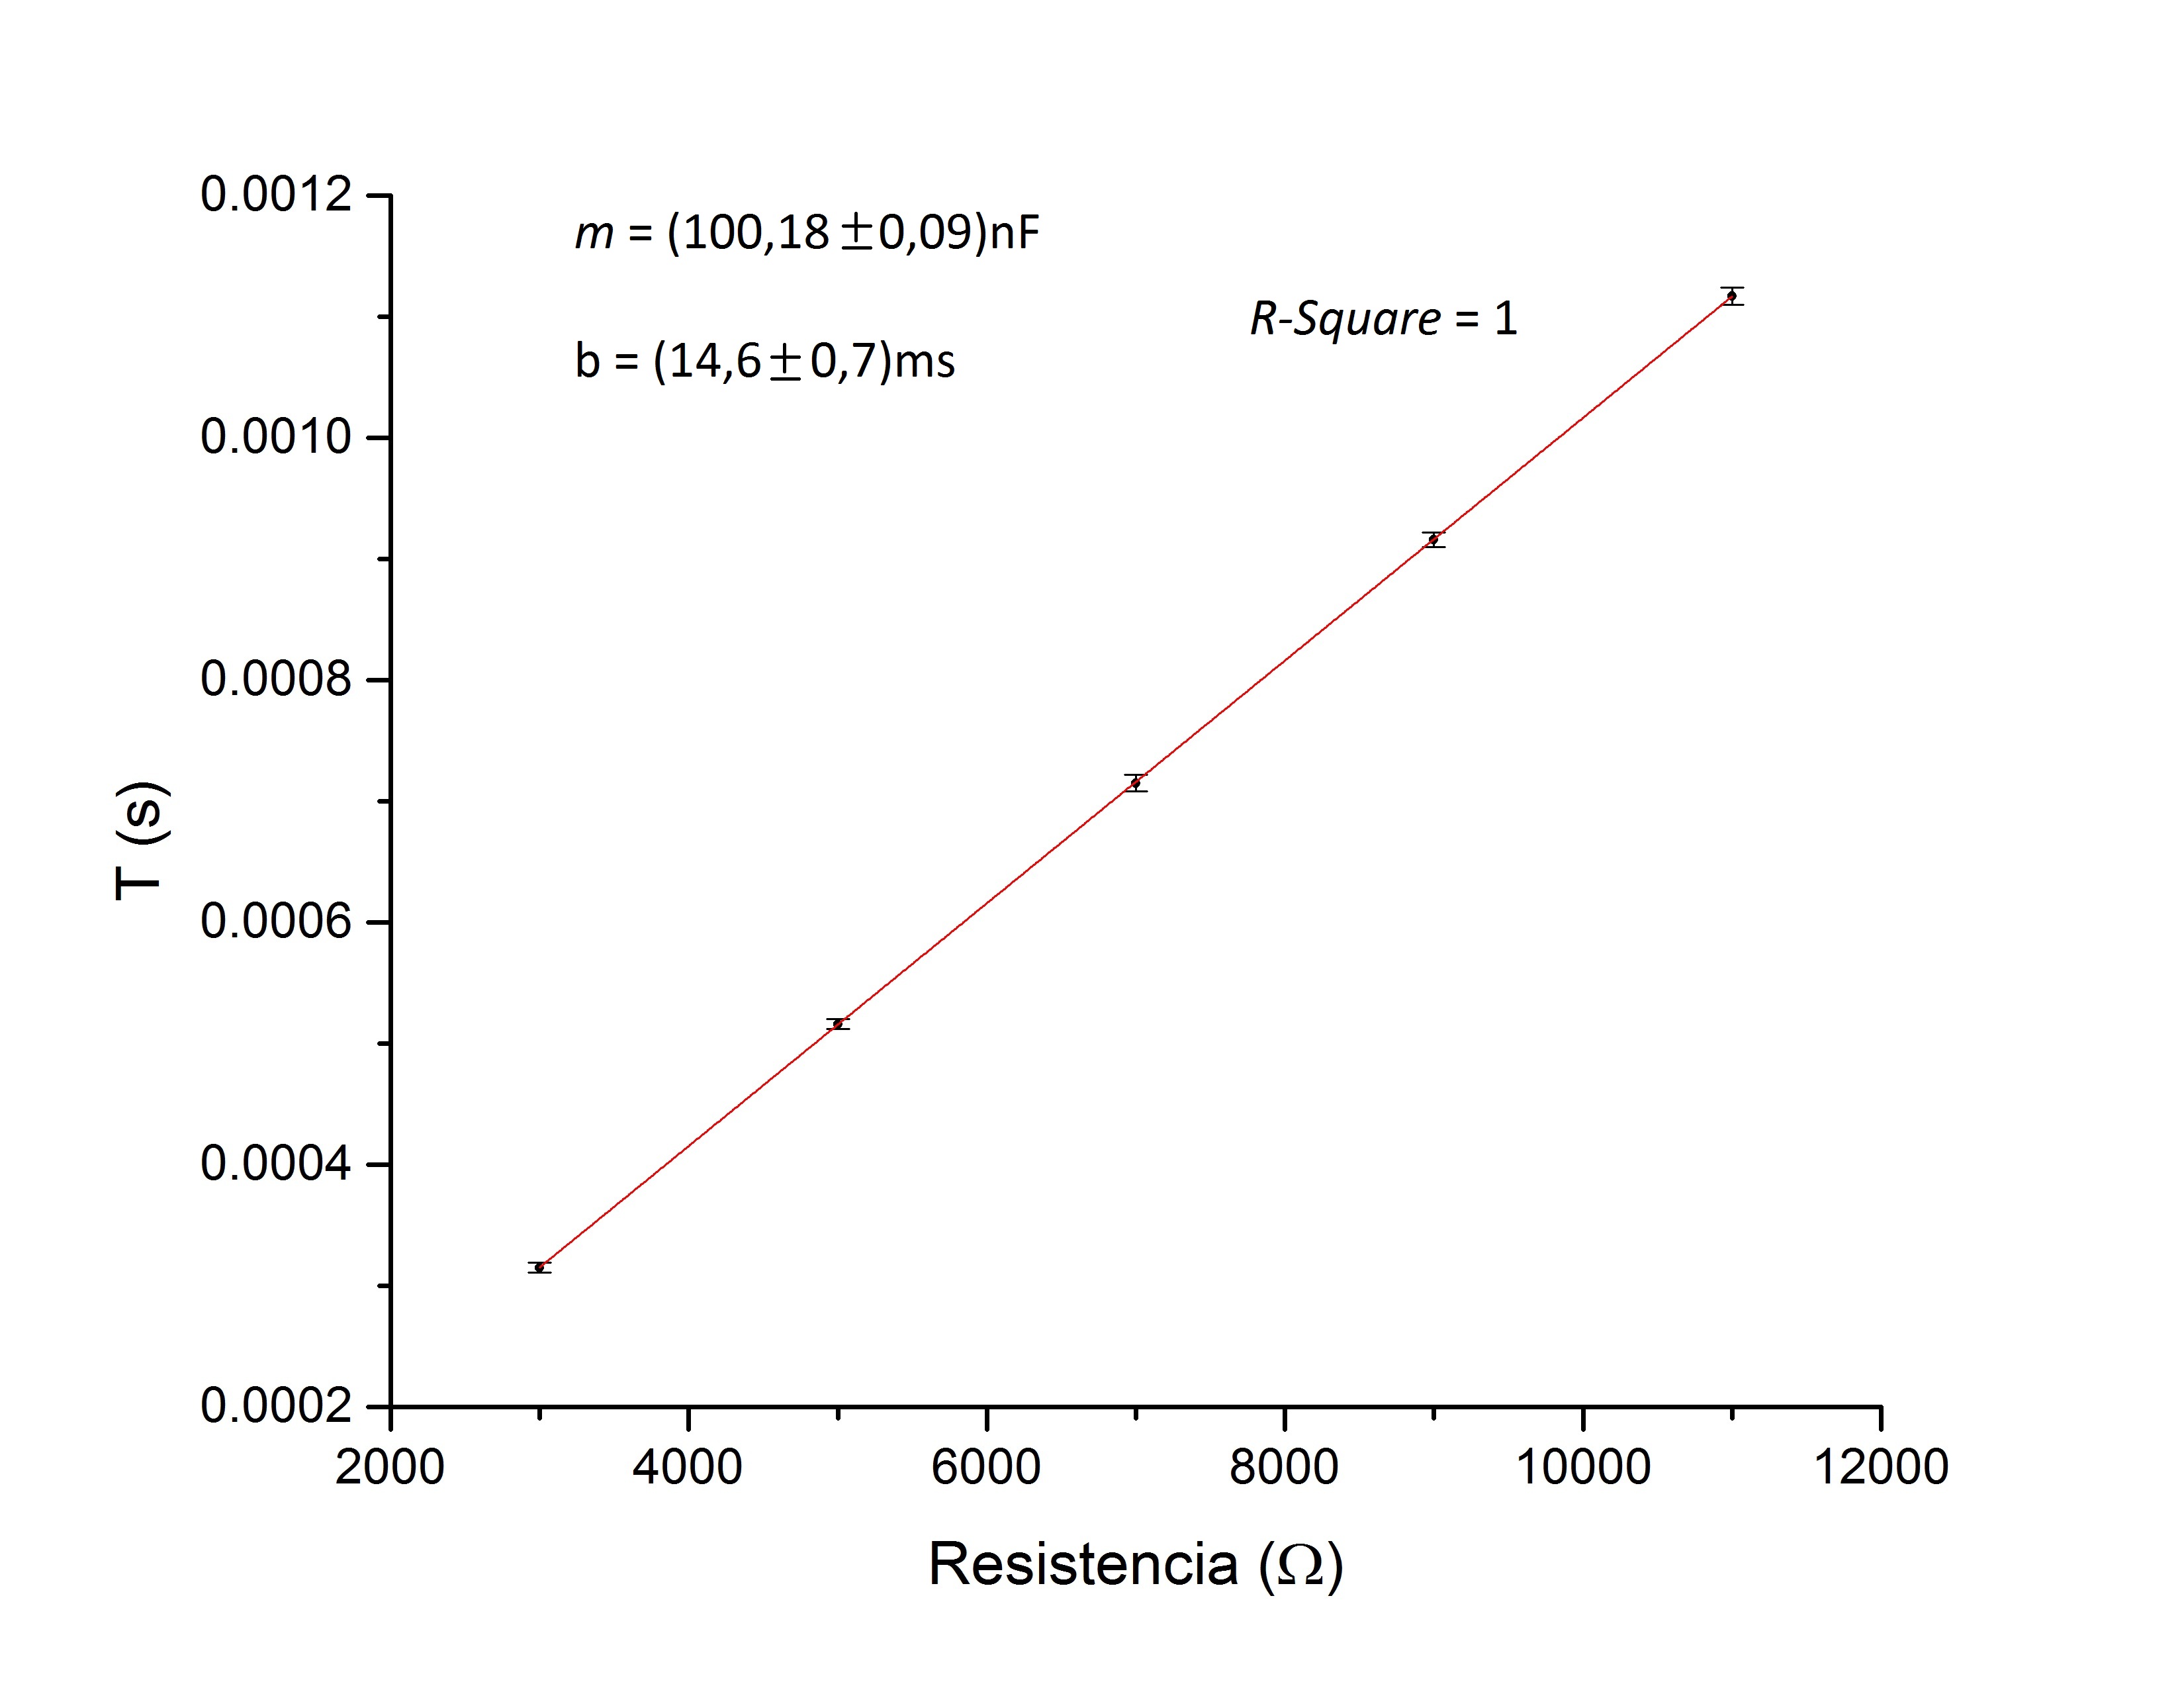 0.0012
m = (100,18±0,09)nF
R-Square = 1
b = (14,6±0,7)ms
0.0010
0.0008
T (s)
0.0006
0.0004
0.0002
2000 4000 6000 8000 10000 12000
Resistencia (Ω)